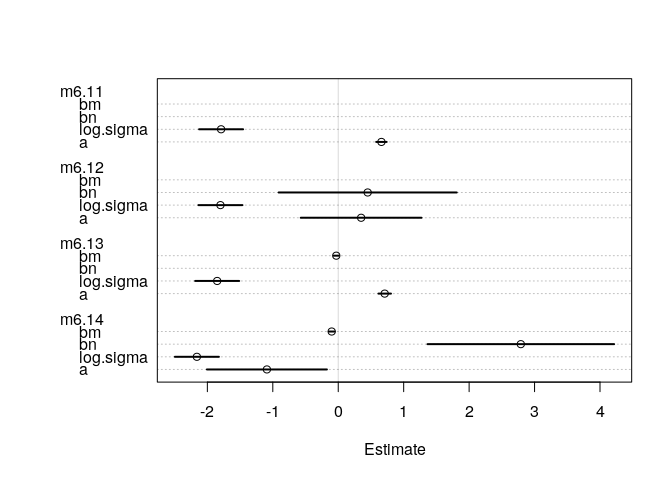 m6.11
bm
bn
log.sigma
a
m6.12
bm
bn
log.sigma
a
m6.13
bm
bn
log.sigma
a
m6.14
bm
bn
log.sigma
a
-2 -1 0 1 2 3 4
Estimate